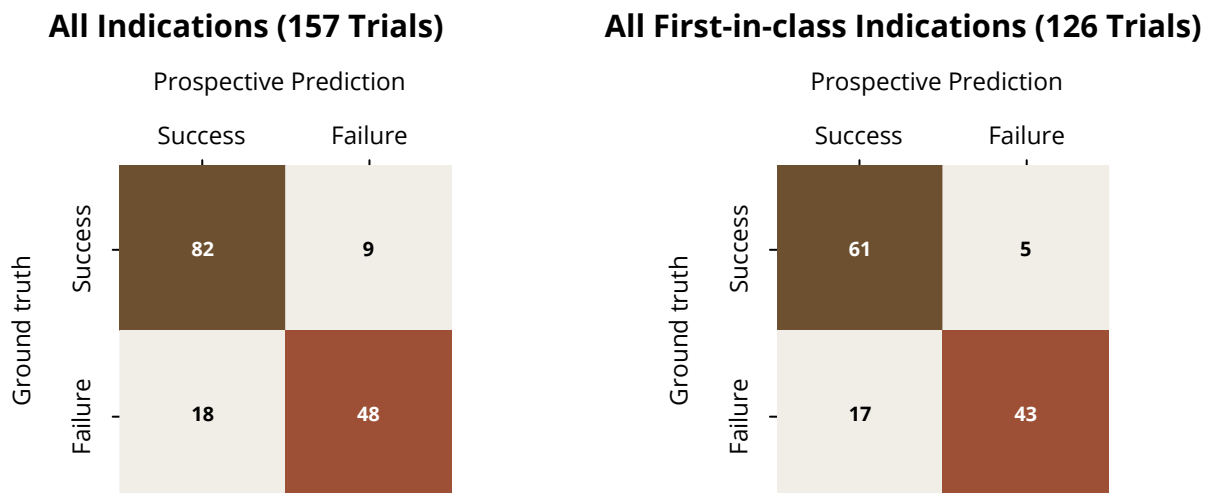 All Indications (157 Trials)
Prospective Prediction
Success Failure
Ground truth
Success
82 9
Failure
18 48
All First-in-class Indications (126 Trials)
Prospective Prediction
Success Failure
Ground truth
Success
61 5
Failure
17 43